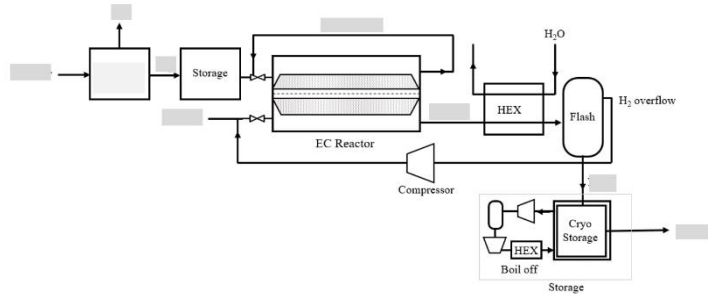 H₂O
Storage
HEX
Flash
H₂ overflow
EC Reactor
Compressor
Cryo
Storage
HEX
Boil off
Storage